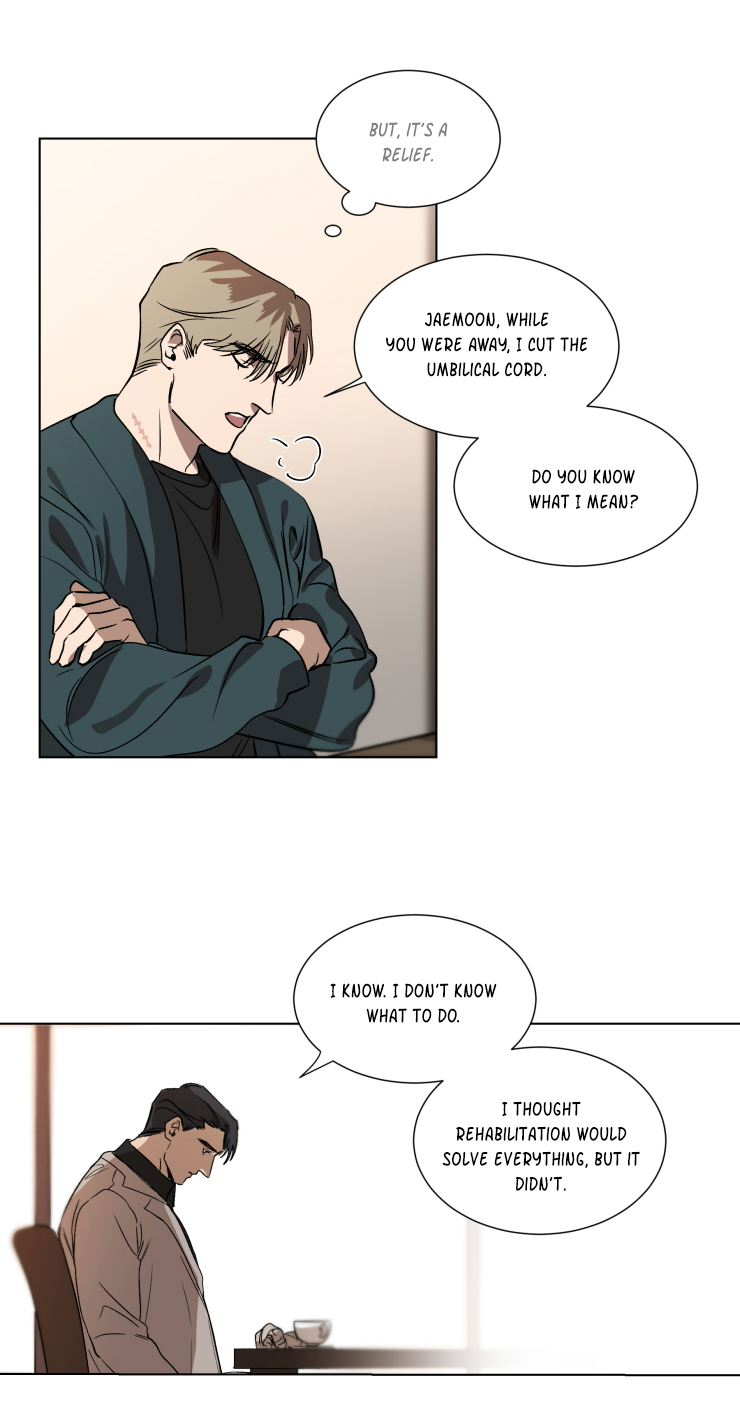 BUT, IT'S A
RELIEF.
JAEMOON, WHILE
YOU WERE AWAY, I CUT THE
UMBILICAL CORD.
DO YOU KNOW
WHAT I MEAN?
I KNOW. I DON'T KNOW
WHAT TO DO.
I THOUGHT
REHABILITATION WOULD
SOLVE EVERYTHING, BUT IT
DIDN'T.